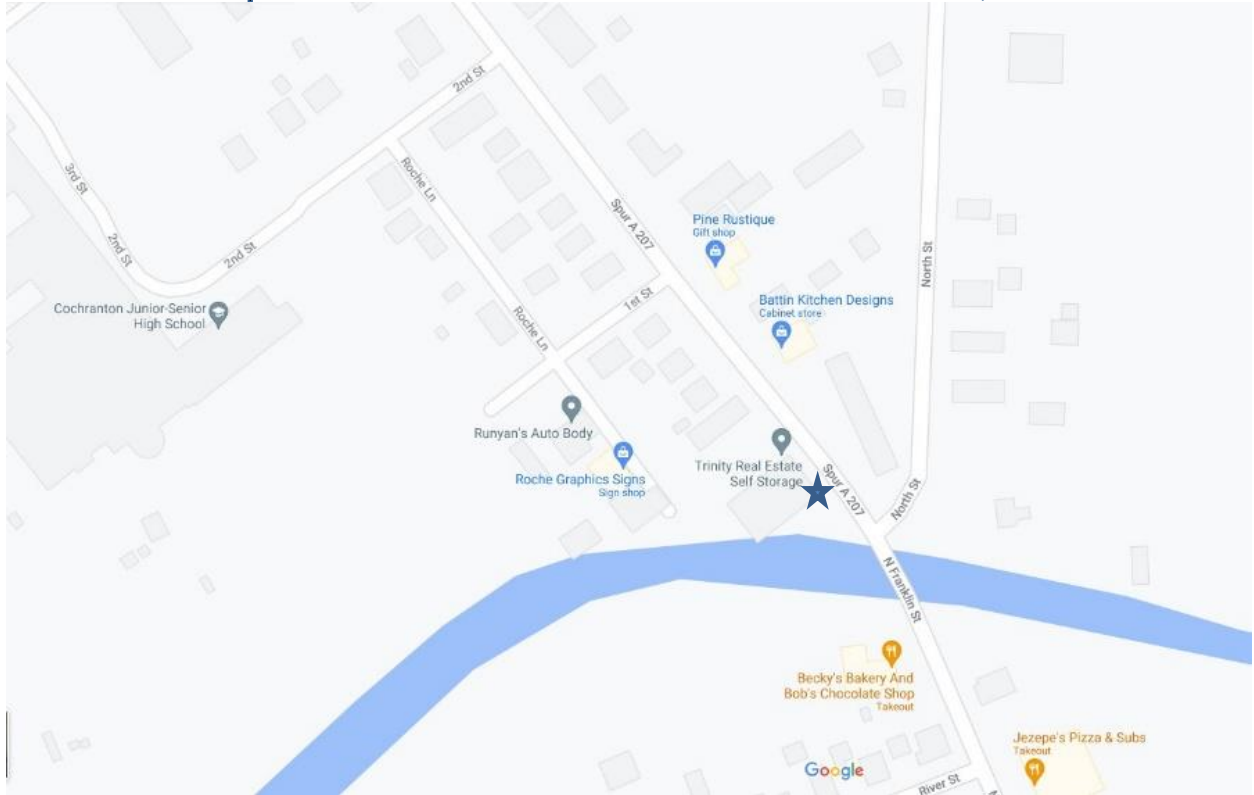 2nd St
3rd St
Roche Ln
Spur A 207
Pine Rustique
Gift shop
2nd St
2nd St
North St
1st St
Battin Kitchen Designs
Cabinet store
Cochranton Junior-Senior
High School
Roche Ln
Runyan's Auto Body
Trinity Real Estate
Self Storage
Spur A 207
Roche Graphics Signs
Sign shop
North St
N Franklin St
Becky's Bakery And
Bob's Chocolate Shop
Takeout
Jezepe's Pizza & Subs
Takeout
Google
River St